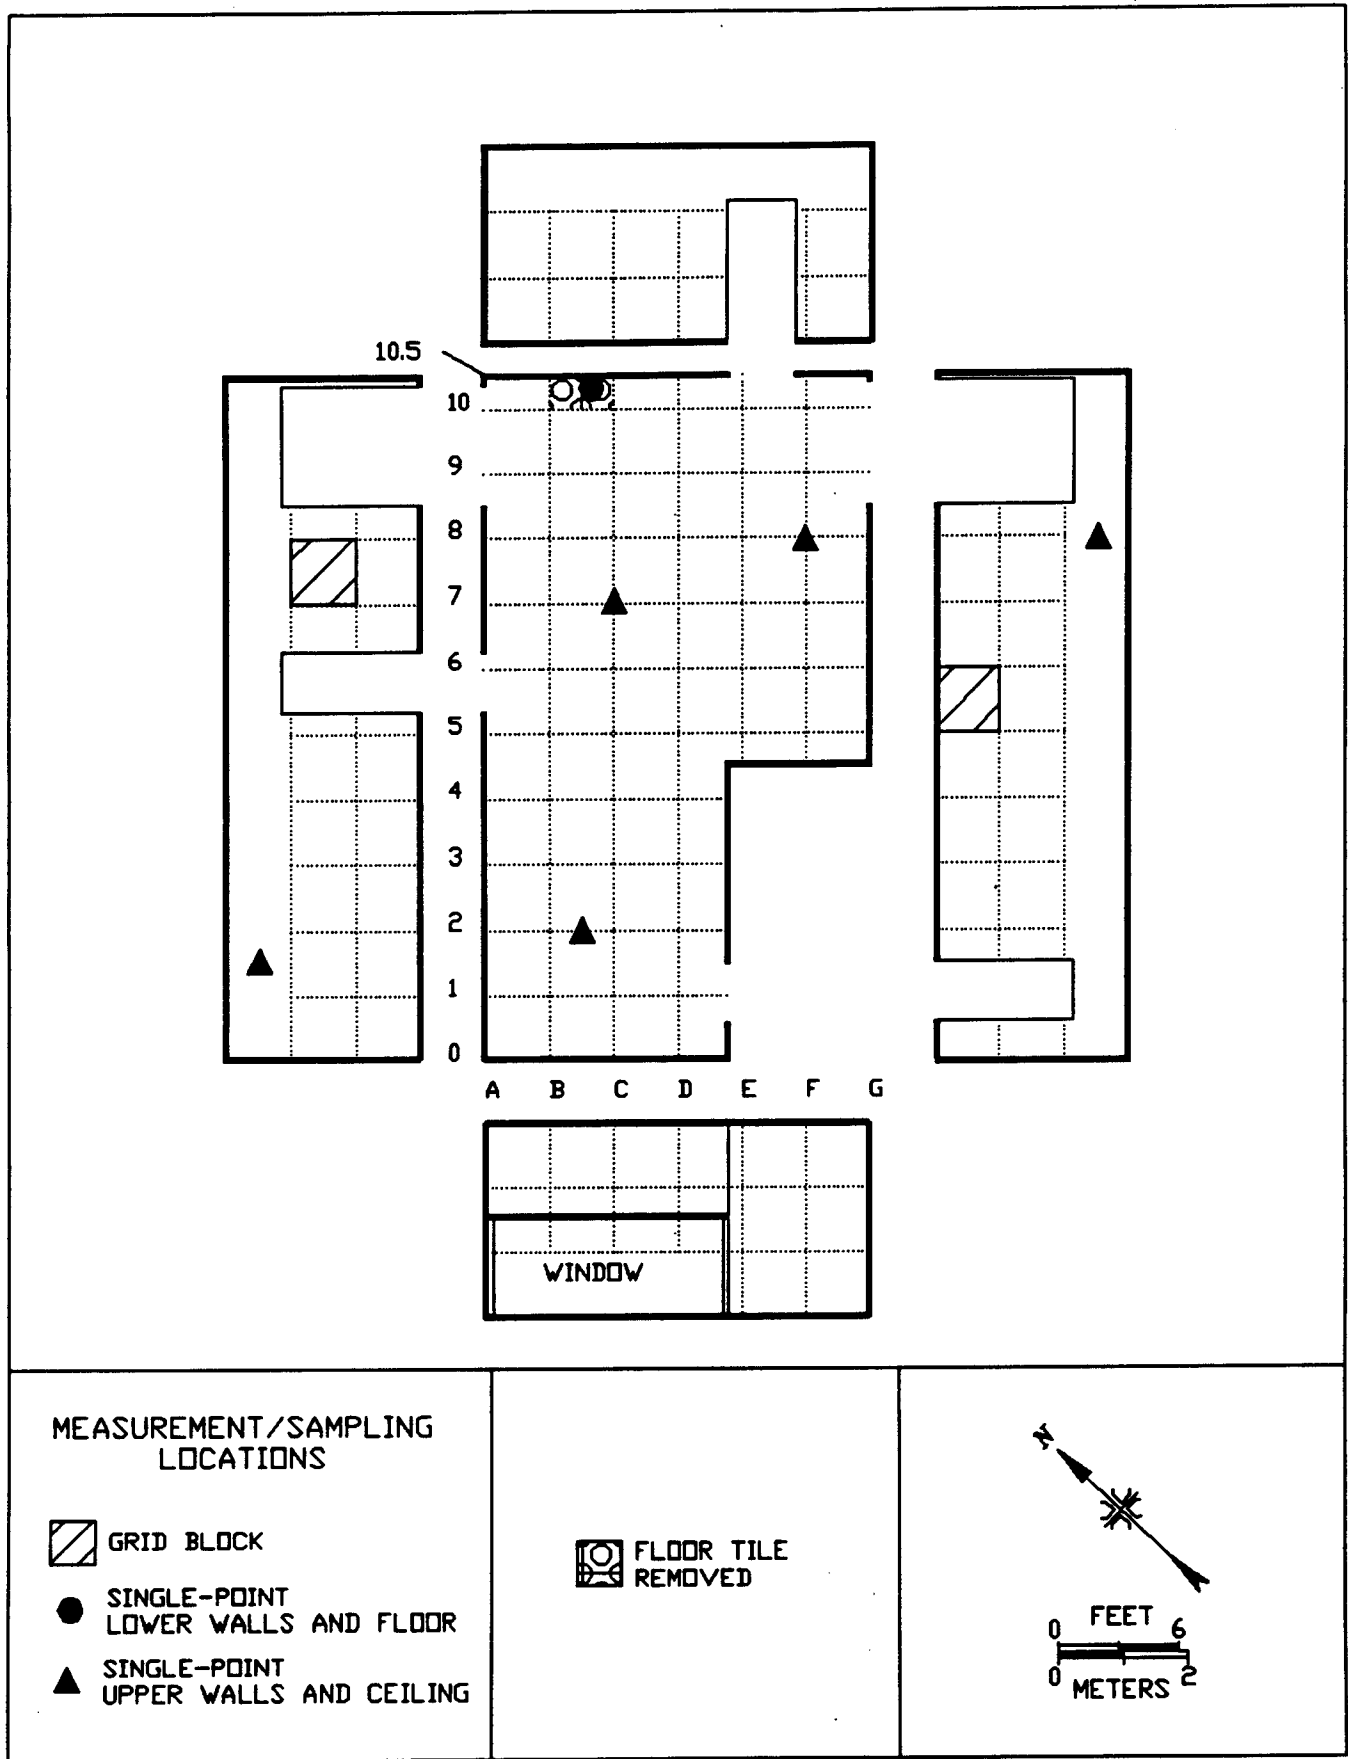 10.5
10
9
8
7
6
5
4
3
2
1
0
A B C D E F G
WINDOW
MEASUREMENT/SAMPLING
LOCATIONS
GRID BLOCK
SINGLE-POINT
LOWER WALLS AND FLOOR
SINGLE-POINT
UPPER WALLS AND CEILING
FLOOR TILE
REMOVED
N
FEET
0 6
0 2
METERS